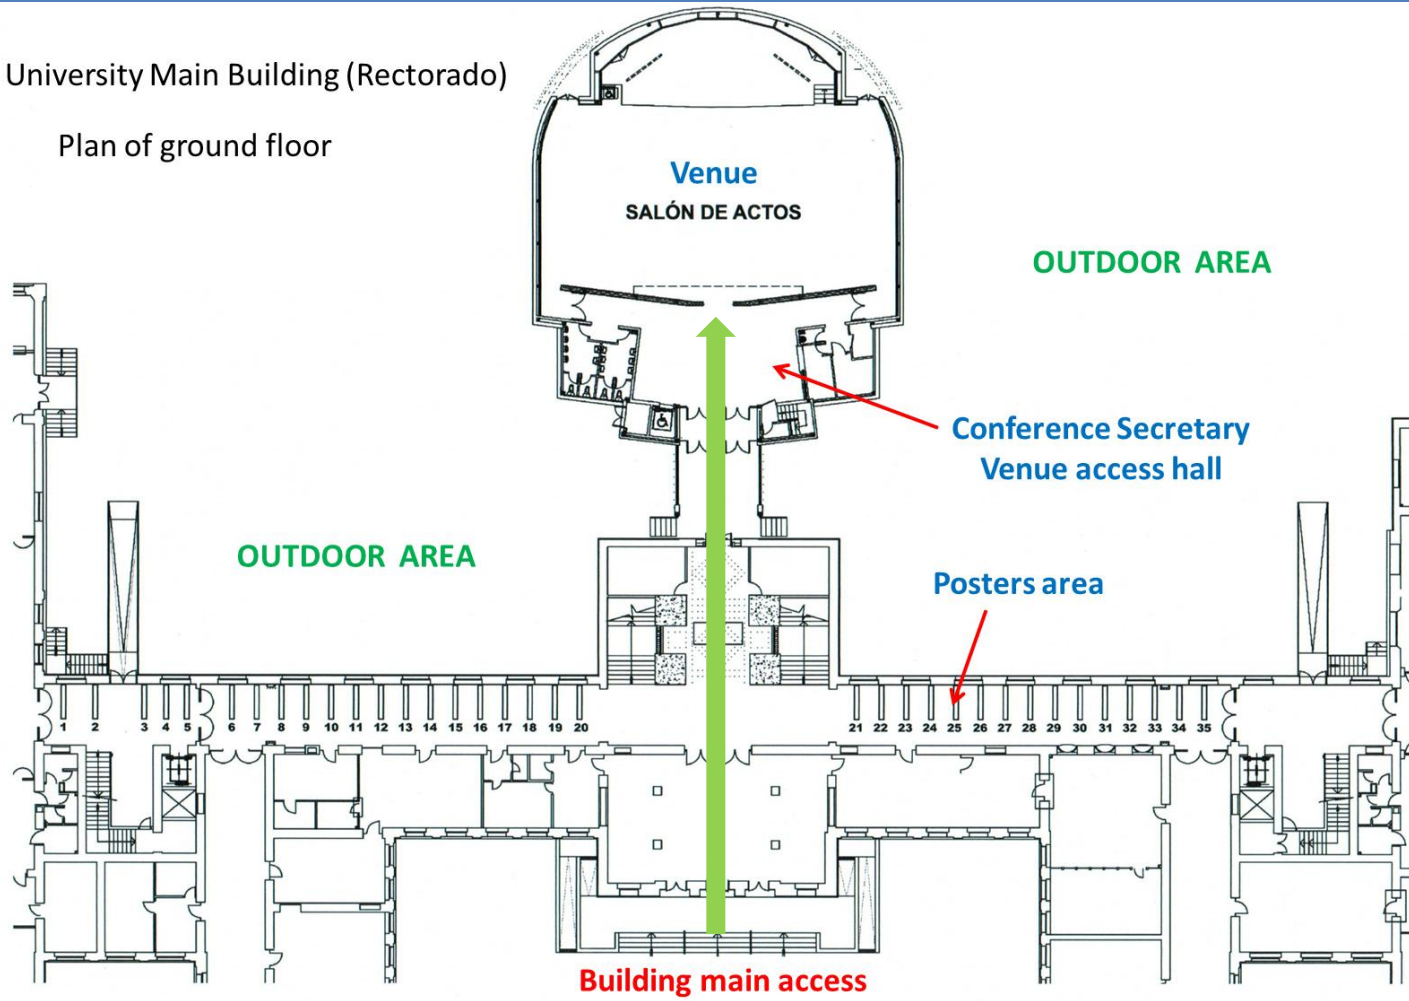 University Main Building (Rectorado)
Plan of ground floor
Venue
SALÓN DE ACTOS
OUTDOOR AREA
Conference Secretary
Venue access hall
OUTDOOR AREA
Posters area
1 2 3 4 5 6 7 8 9 10 11 12 13 14 15 16 17 18 19 20 21 22 23 24 25 26 27 28 29 30 31 32 33 34 35
Building main access